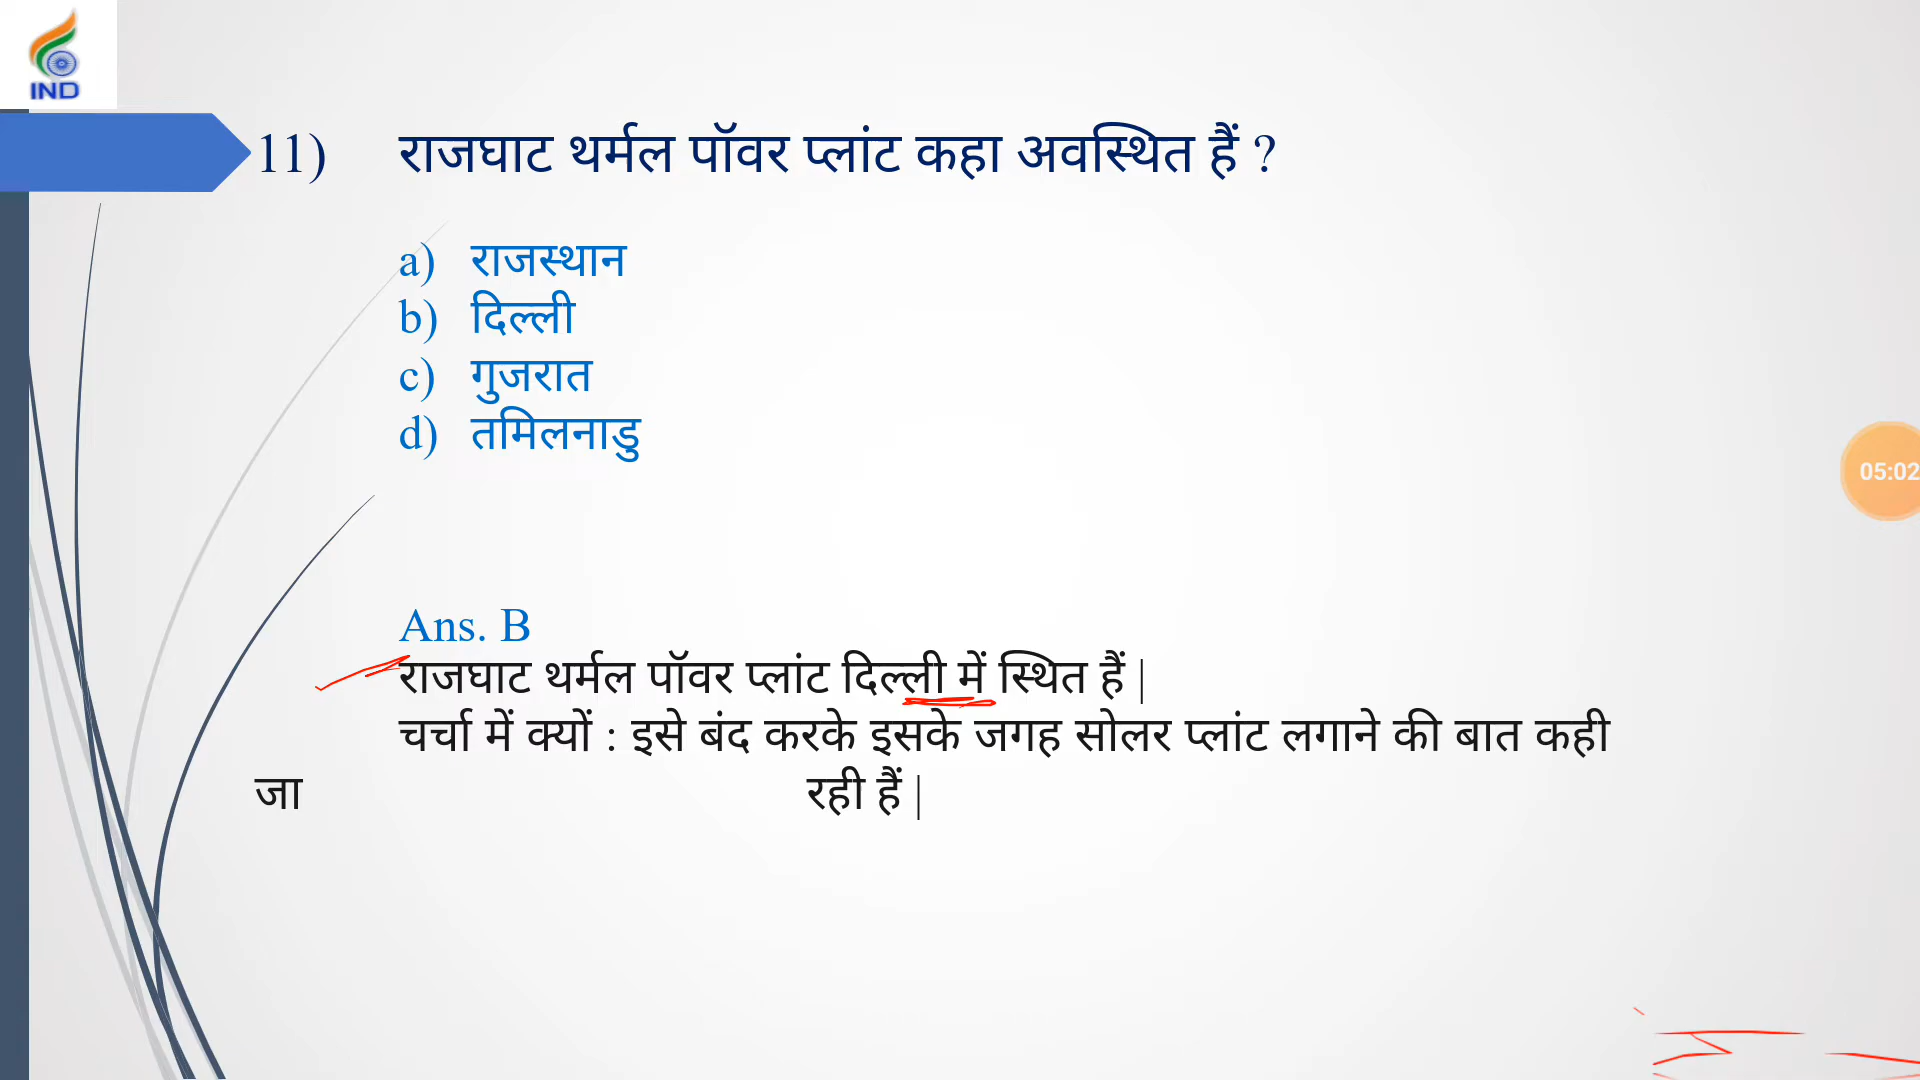 IND
11) राजघाट थर्मल पॉवर प्लांट कहा अवस्थित हैं ?
a) राजस्थान
b) दिल्ली
c) गुजरात
d) तमिलनाडु
05:02
Ans. B
राजघाट थर्मल पॉवर प्लांट दिल्ली में स्थित हैं |
चर्चा में क्यों : इसे बंद करके इसके जगह सोलर प्लांट लगाने की बात कही
जा रही हैं |